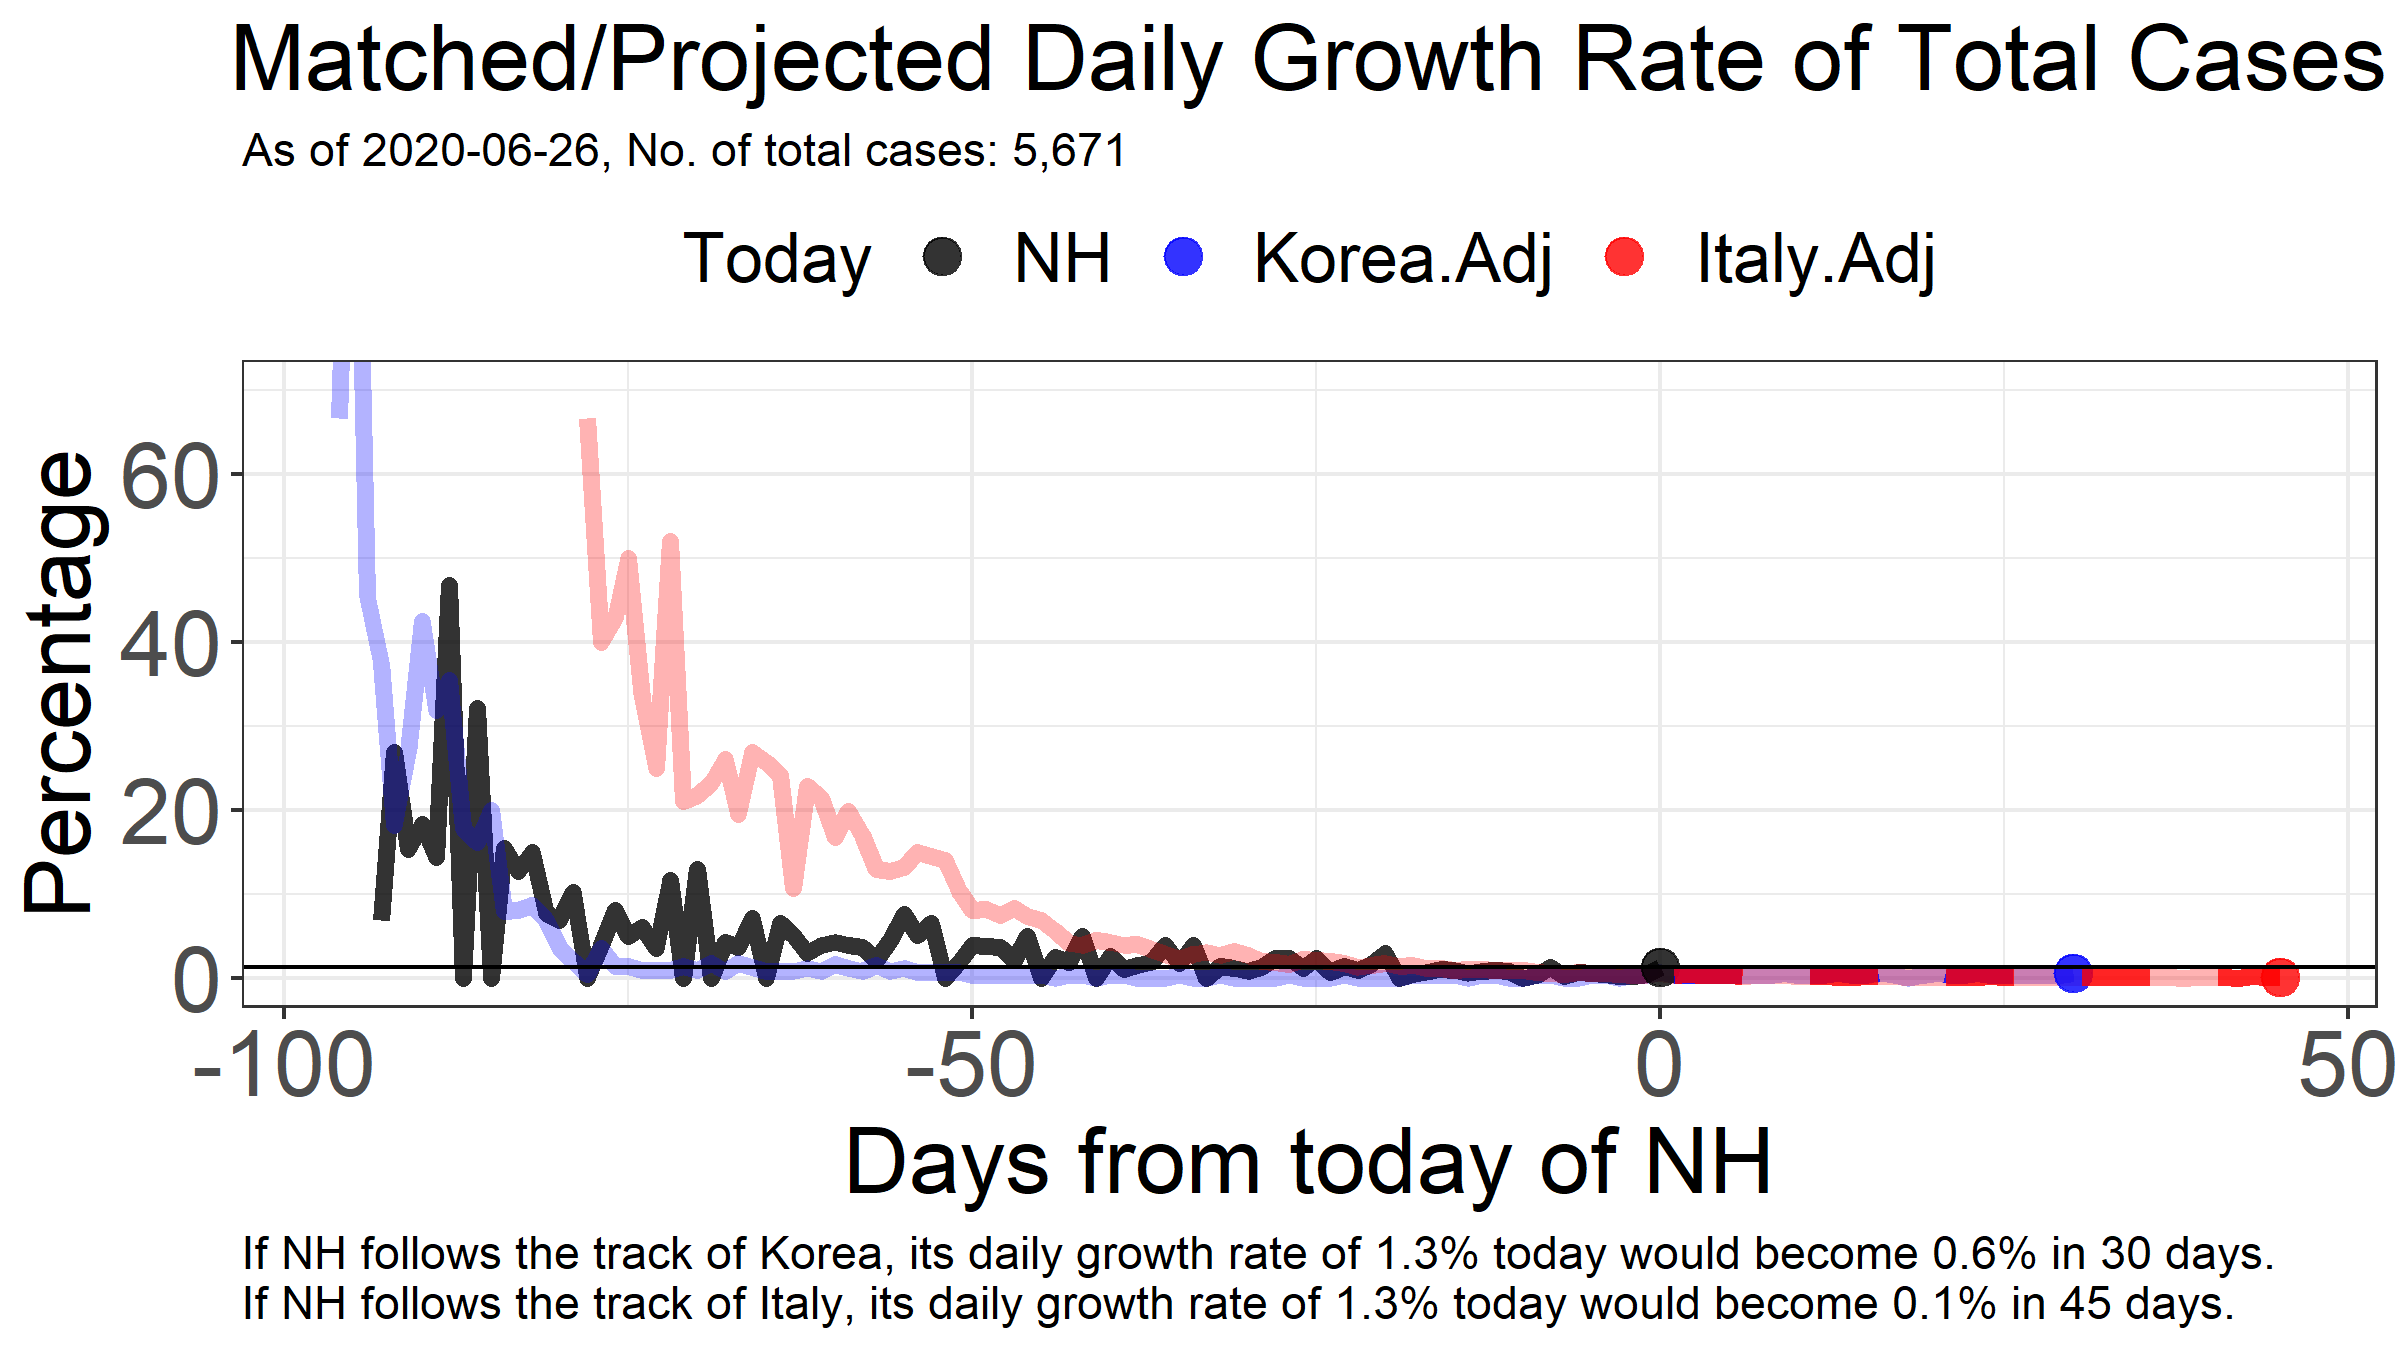 Matched/Projected Daily Growth Rate of Total Cases
As of 2020-06-26, No. of total cases: 5,671
Today NH Korea.Adj Italy.Adj
Percentage
60
40
20
0
-100 -50 0 50
Days from today of NH
If NH follows the track of Korea, its daily growth rate of 1.3% today would become 0.6% in 30 days.
If NH follows the track of Italy, its daily growth rate of 1.3% today would become 0.1% in 45 days.